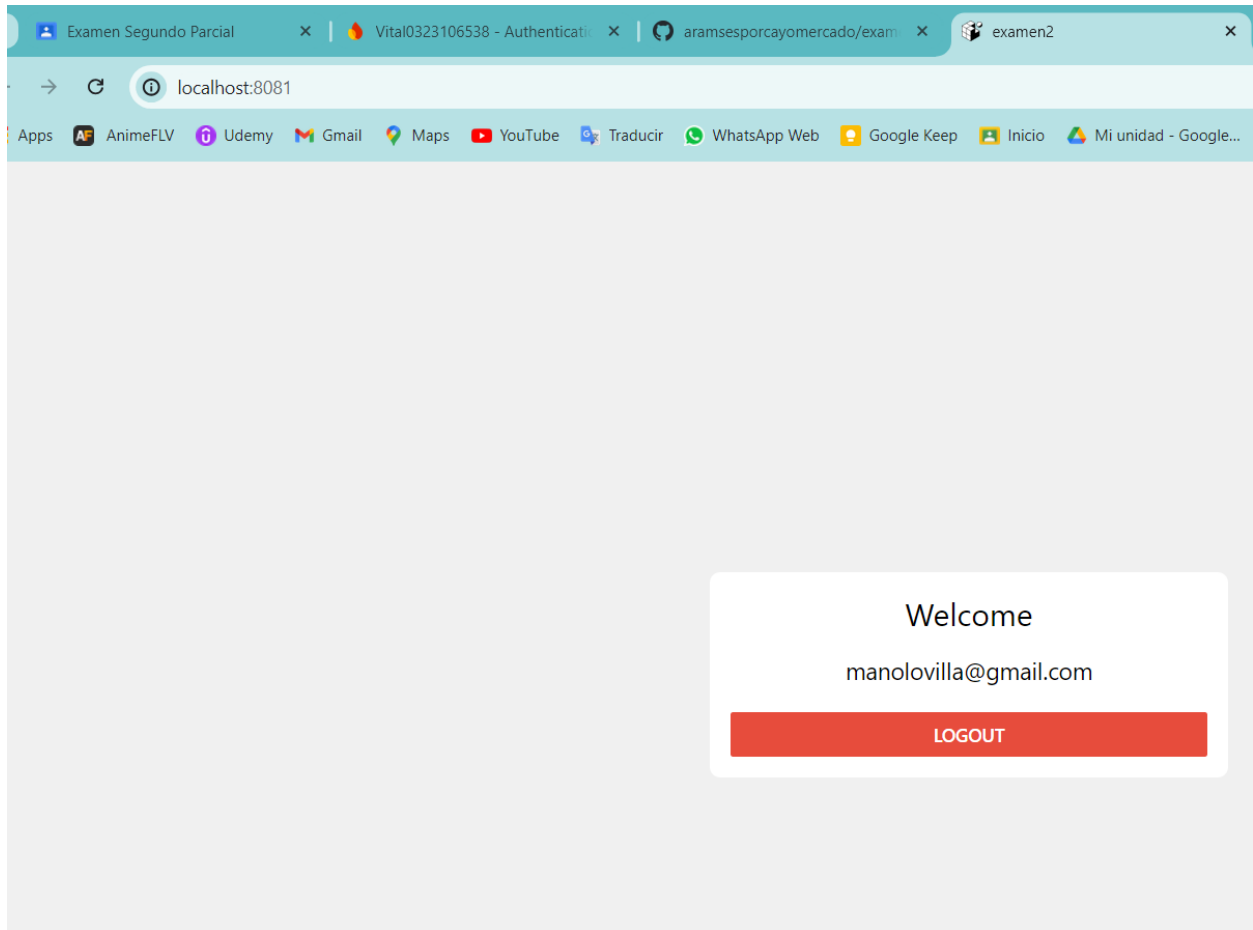 Examen Segundo Parcial Vital0323106538 - Authenticatic aramsesporcayomercado/exam examen2
localhost:8081
Apps AnimeFLV Udemy Gmail Maps YouTube Traducir WhatsApp Web Google Keep Inicio Mi unidad - Google...
Welcome
manolovilla@gmail.com
LOGOUT